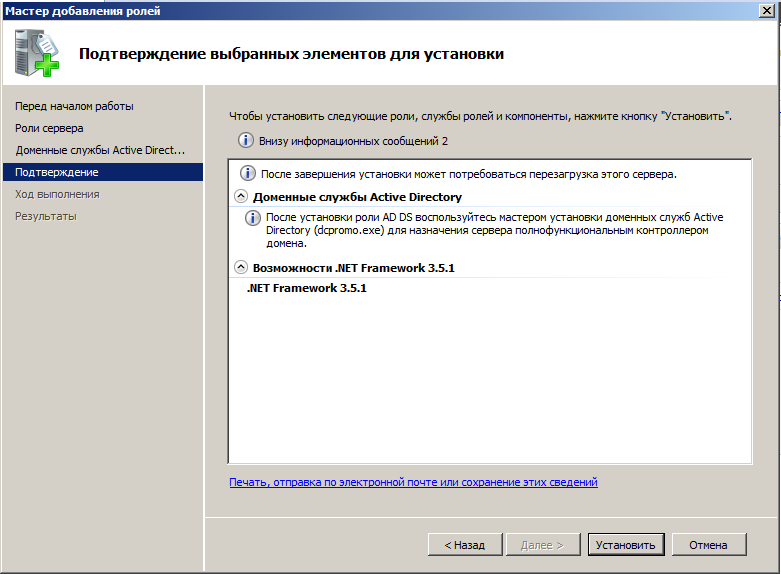 Мастер добавления ролей
Подтверждение выбранных элементов для установки
Перед началом работы
Роли сервера
Доменные службы Active Direct...
Подтверждение
Ход выполнения
Результаты
Чтобы установить следующие роли, службы ролей и компоненты, нажмите кнопку "Установить".
Внизу информационных сообщений 2
После завершения установки может потребоваться перезагрузка этого сервера.
Доменные службы Active Directory
После установки роли AD DS воспользуйтесь мастером установки доменных служб Active
Directory (dcpromo.exe) для назначения сервера полнофункциональным контроллером
домена.
Возможности .NET Framework 3.5.1
.NET Framework 3.5.1
Печать, отправка по электронной почте или сохранение этих сведений
< Назад
Далее >
Установить
Отмена